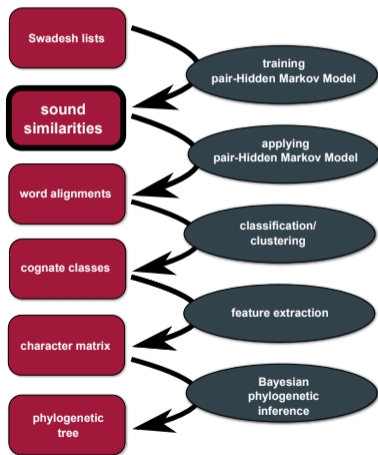 Swadesh lists
training
pair-Hidden Markov Model
sound
similarities
applying
pair-Hidden Markov Model
word alignments
classification/
clustering
cognate classes
feature extraction
character matrix
Bayesian
phylogenetic
inference
phylogenetic
tree